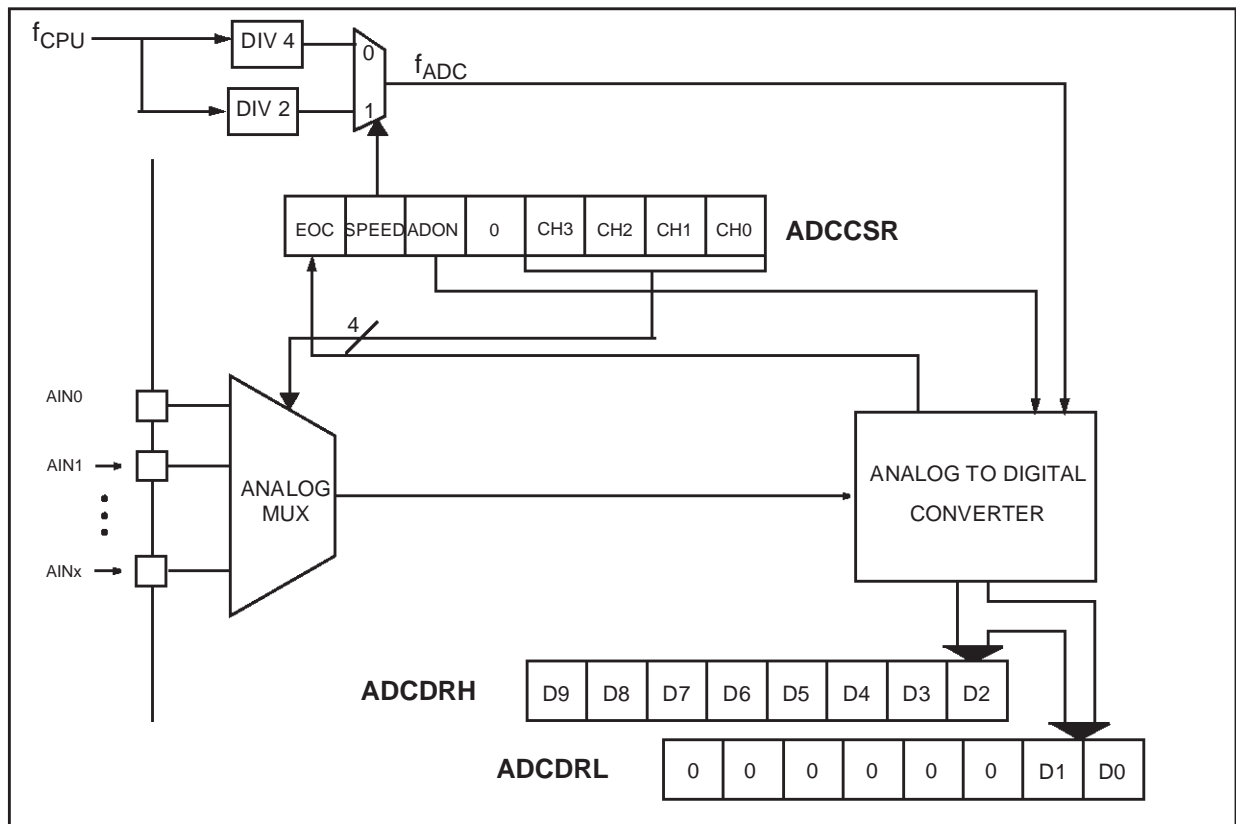 fCPU
DIV 4
0
fADC
DIV 2
1
EOC SPEED ADON 0 CH3 CH2 CH1 CH0 ADCCSR
4
AIN0
AIN1
ANALOG
MUX
ANALOG TO DIGITAL
CONVERTER
AINx
ADCDRH D9 D8 D7 D6 D5 D4 D3 D2
ADCDRL 0 0 0 0 0 0 D1 D0